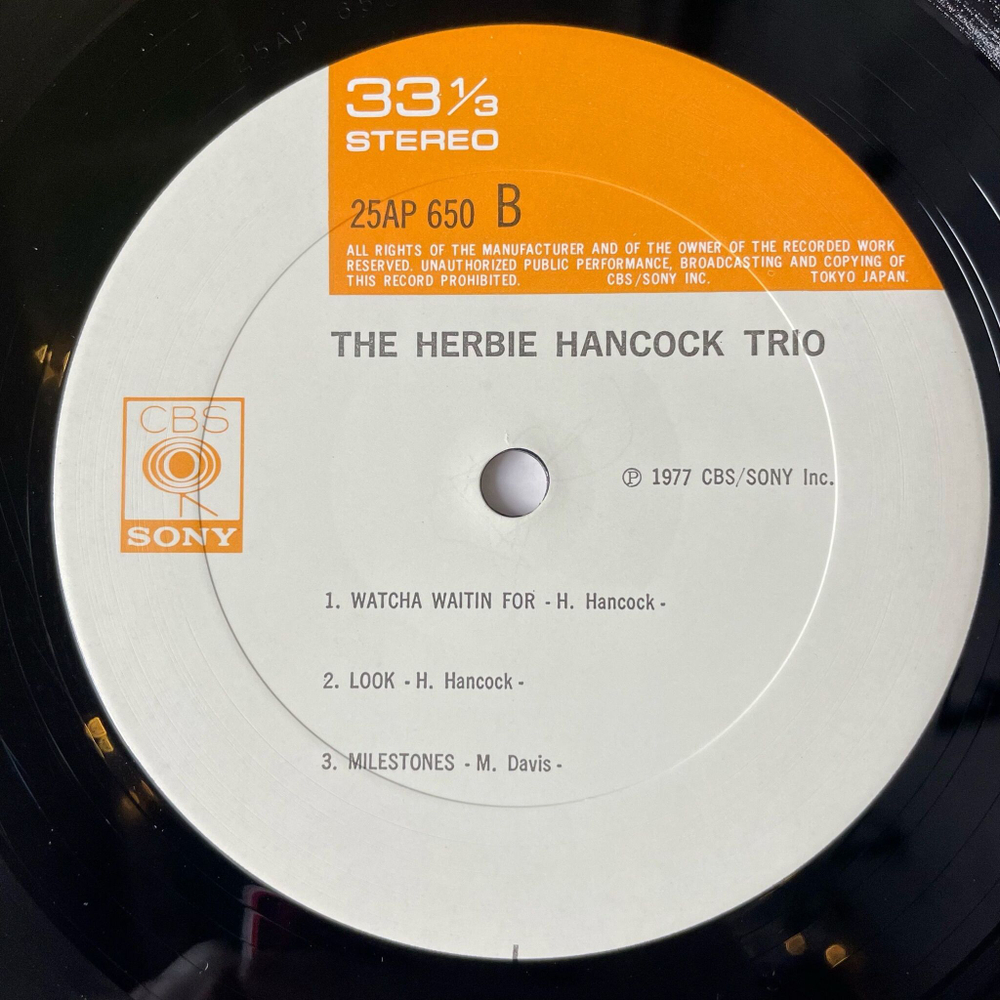 33 1/3
STEREO
25AP 650 B
ALL RIGHTS OF THE MANUFACTURER AND OF THE OWNER OF THE RECORDED WORK
RESERVED. UNAUTHORIZED PUBLIC PERFORMANCE, BROADCASTING AND COPYING OF
THIS RECORD PROHIBITED. CBS/SONY INC. TOKYO JAPAN.
THE HERBIE HANCOCK TRIO
CBS
SONY
℗ 1977 CBS/SONY Inc.
1. WATCHA WAITIN FOR - H. Hancock -
2. LOOK - H. Hancock -
3. MILESTONES - M. Davis -